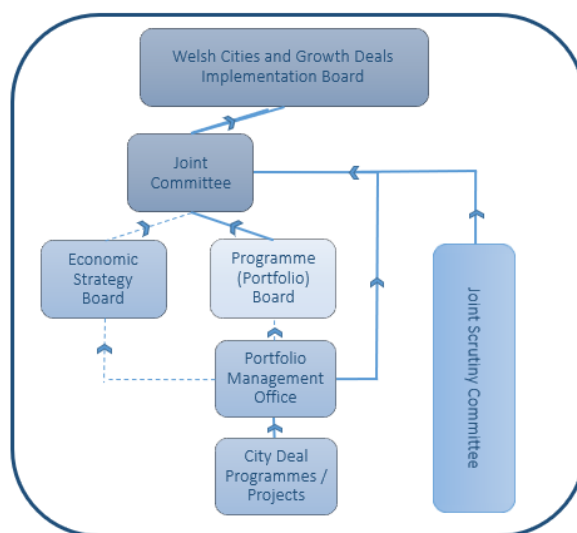 Welsh Cities and Growth Deals
Implementation Board
Joint
Committee
Economic
Strategy
Board
Programme
(Portfolio)
Board
Portfolio
Management
Office
City Deal
Programmes /
Projects
Joint Scrutiny Committee